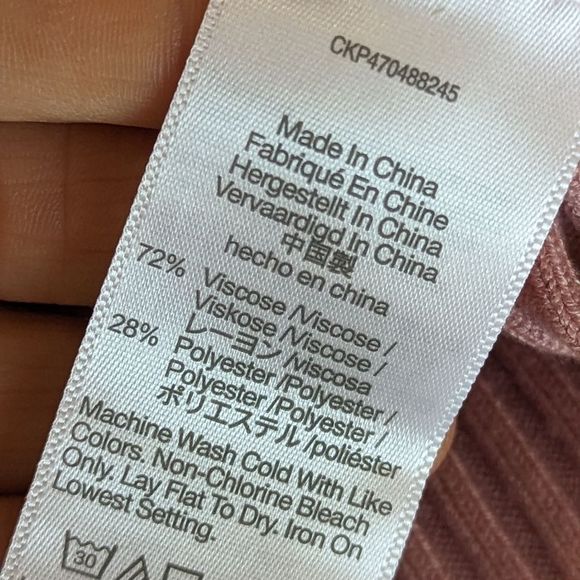 CKP470488245
Made In China
Fabriqué En Chine
Hergestellt In China
Vervaardigd In China
中国製
hecho en china
72% Viscose /Viscose /
Viskose /Viscose /
レーヨン /viscosa
28% Polyester /Polyester /
Polyester /Polyester /
ポリエステル /poliéster
Machine Wash Cold With Like
Colors. Non-Chlorine Bleach
Only. Lay Flat To Dry. Iron On
Lowest Setting.
30